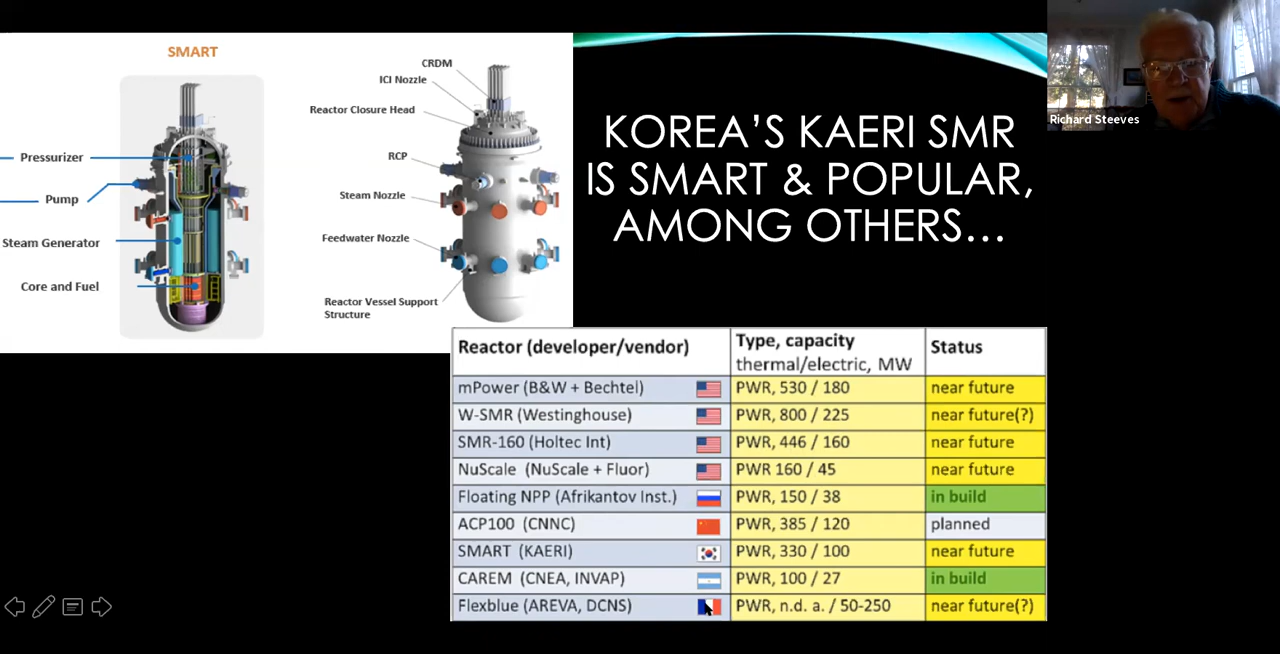 SMART
Pressurizer
Pump
Steam Generator
Core and Fuel
CRDM
ICI Nozzle
Reactor Closure Head
RCP
Steam Nozzle
Feedwater Nozzle
Reactor Vessel Support
Structure
KOREA’S KAERI SMR
IS SMART & POPULAR,
AMONG OTHERS…
Richard Steeves
Reactor (developer/vendor) Type, capacity thermal/electric, MW Status
mPower (B&W + Bechtel) PWR, 530 / 180 near future
W-SMR (Westinghouse) PWR, 800 / 225 near future(?)
SMR-160 (Holtec Int) PWR, 446 / 160 near future
NuScale (NuScale + Fluor) PWR 160 / 45 near future
Floating NPP (Afrikantov Inst.) PWR, 150 / 38 in build
ACP100 (CNNC) PWR, 385 / 120 planned
SMART (KAERI) PWR, 330 / 100 near future
CAREM (CNEA, INVAP) PWR, 100 / 27 in build
Flexblue (AREVA, DCNS) PWR, n.d. a. / 50-250 near future(?)